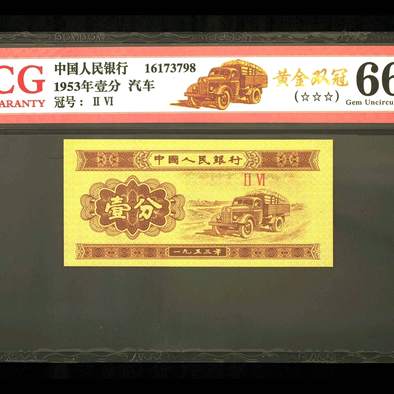 CG
ARANTY
中国人民银行 16173798
1953年壹分 汽车
冠号： II VI
黄金双冠
(☆☆☆)
66
Gem Uncircu
中國人民银行
II VI
壹分
一九五三年